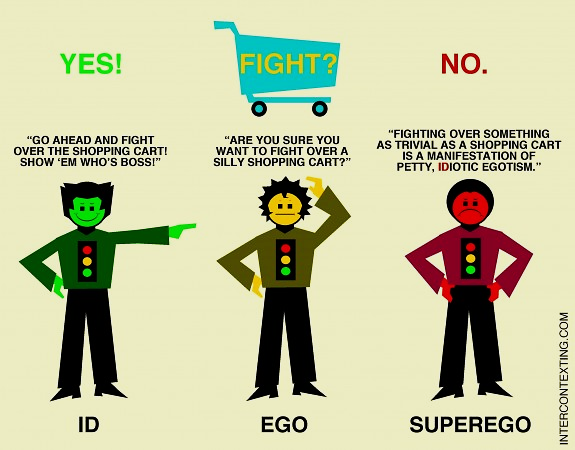 YES!
FIGHT?
NO.
“GO AHEAD AND FIGHT
OVER THE SHOPPING CART!
SHOW ‘EM WHO’S BOSS!”
“ARE YOU SURE YOU
WANT TO FIGHT OVER A
SILLY SHOPPING CART?”
“FIGHTING OVER SOMETHING
AS TRIVIAL AS A SHOPPING CART
IS A MANIFESTATION OF
PETTY, IDIOTIC EGOTISM.”
ID
EGO
SUPEREGO
INTERCONTEXTING.COM